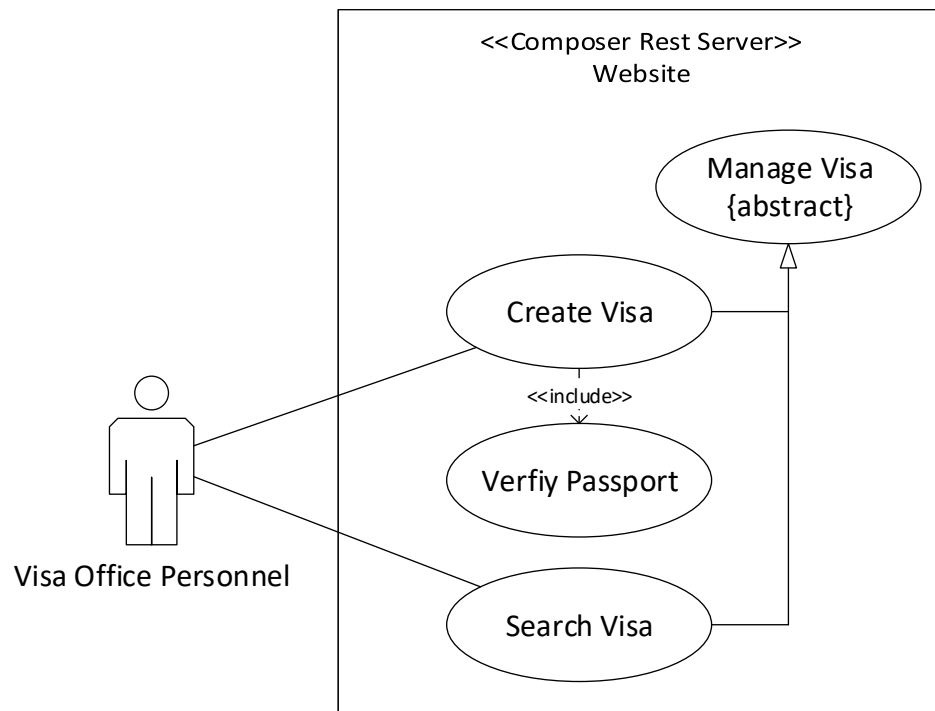 <<Composer Rest Server>>
Website
Manage Visa
{abstract}
Create Visa
<<include>>
Verfiy Passport
Visa Office Personnel
Search Visa